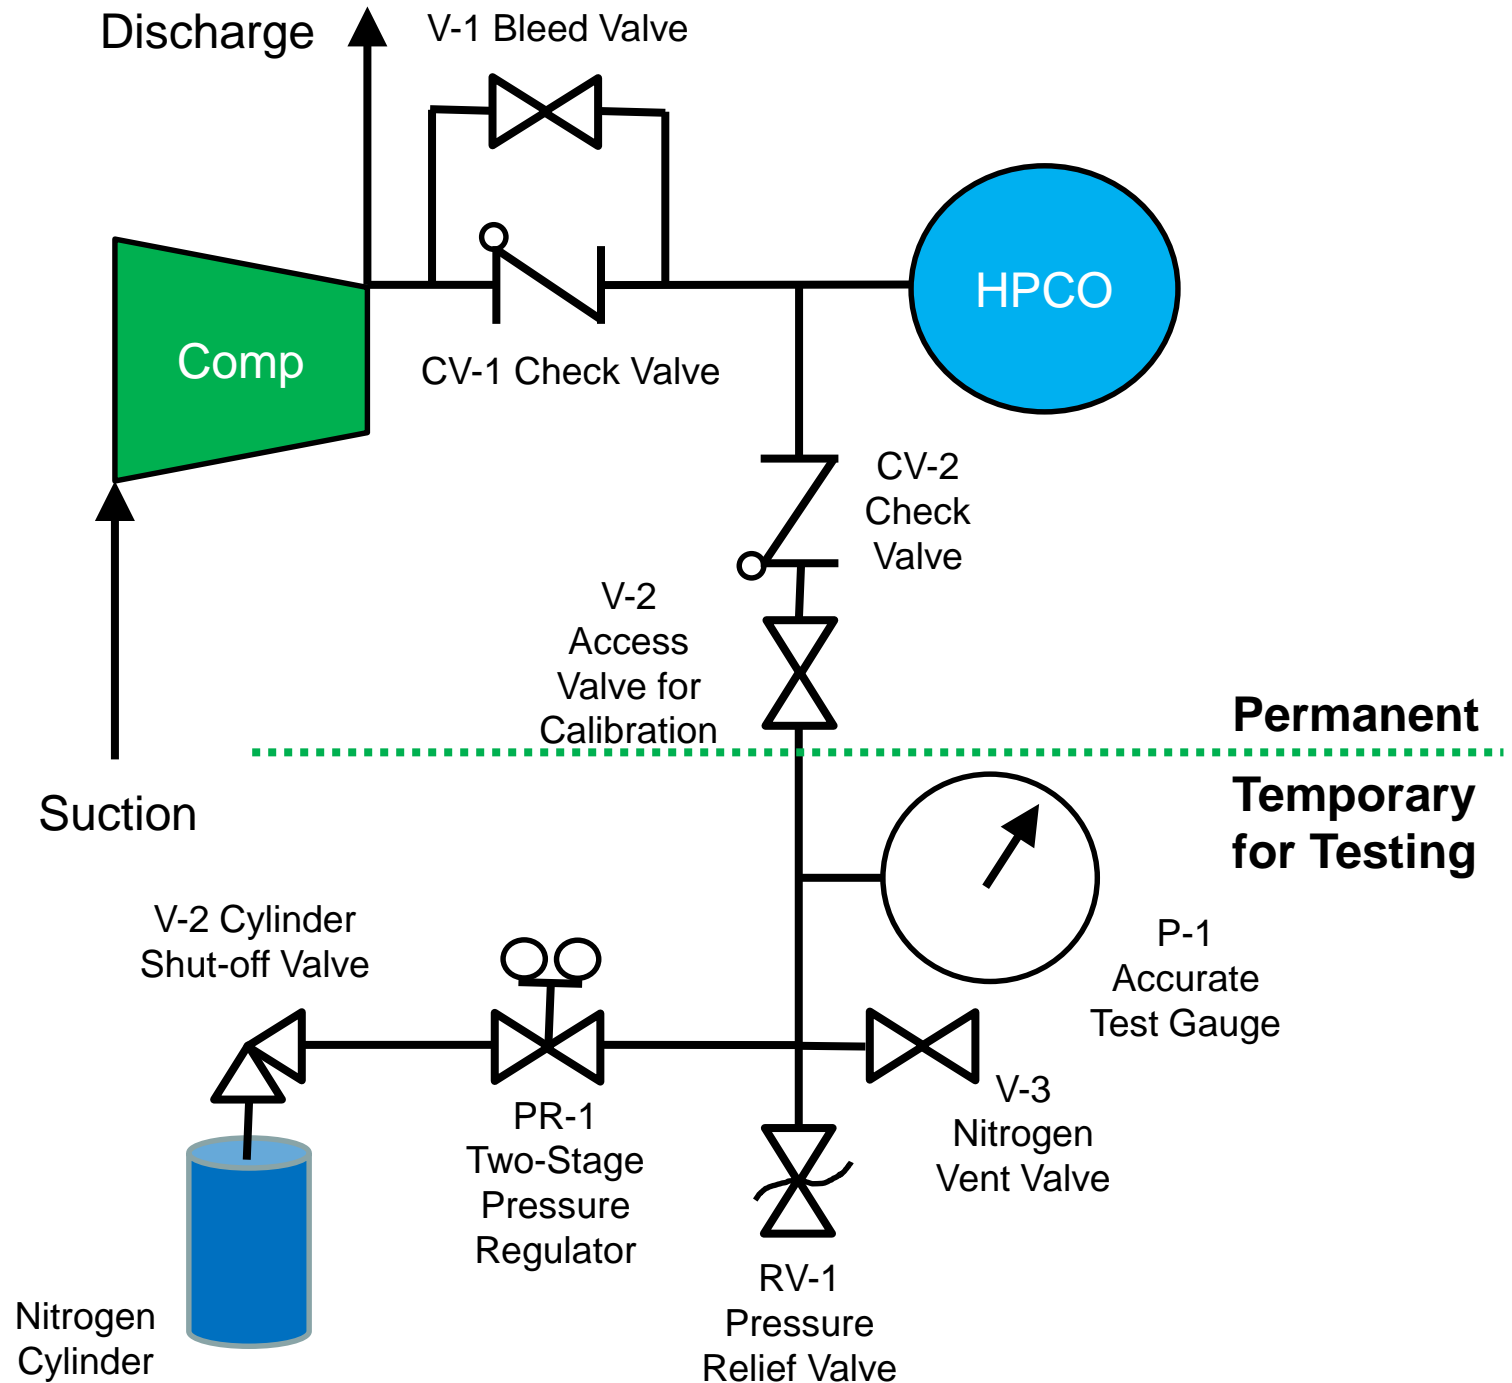 Discharge
V-1 Bleed Valve
HPCO
Comp
CV-1 Check Valve
CV-2
Check
Valve
V-2
Access
Valve for
Calibration
Permanent
Temporary
for Testing
Suction
V-2 Cylinder
Shut-off Valve
P-1
Accurate
Test Gauge
V-3
Nitrogen
Vent Valve
PR-1
Two-Stage
Pressure
Regulator
RV-1
Pressure
Relief Valve
Nitrogen
Cylinder